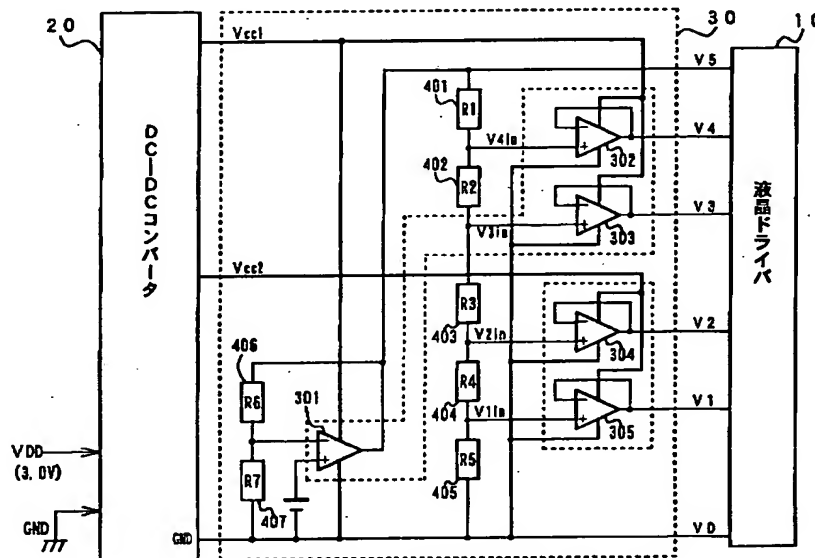 20
30
10
Vcc1
V5
401
R1
V4in
302
V4
402
R2
V3in
303
V3
DC-DCコンバータ
液晶ドライバ
Vcc2
R3
403
V2in
304
V2
406
R6
R4
404
301
V1in
305
V1
VDD
(3.0V)
R7
407
R5
405
GND
GND
V0